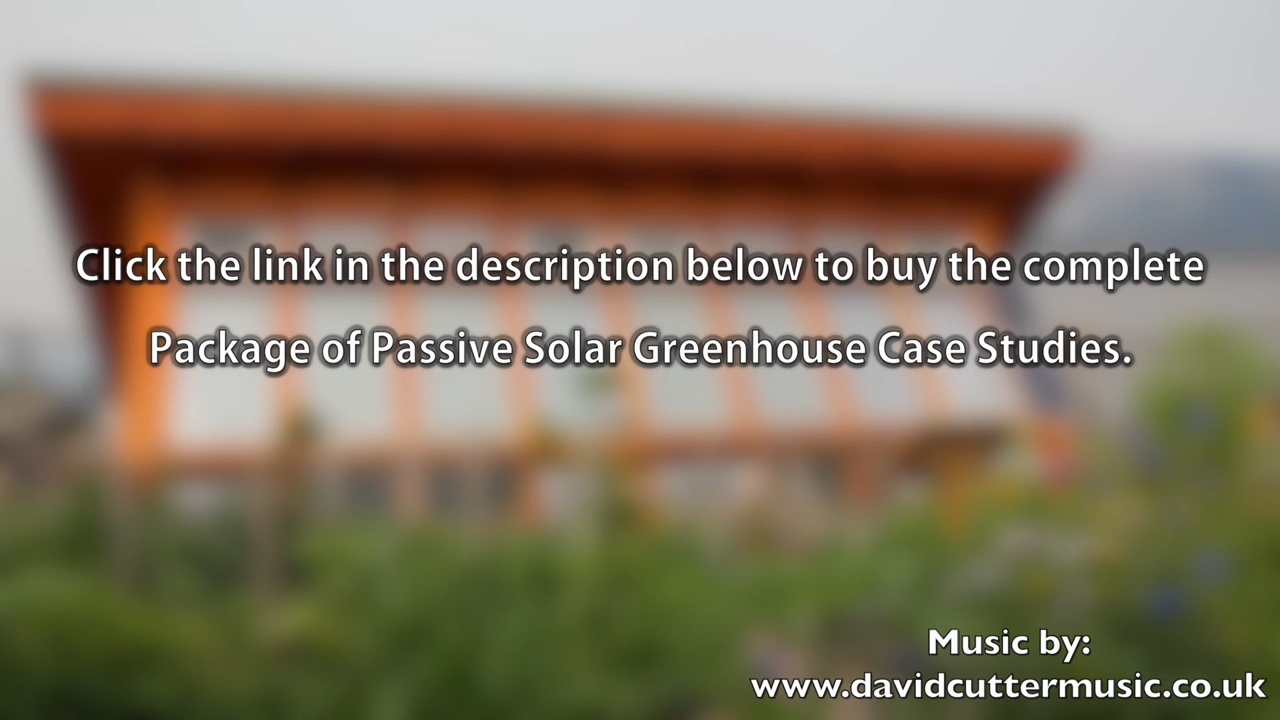 Click the link in the description below to buy the complete
Package of Passive Solar Greenhouse Case Studies.
Music by:
www.davidcuttermusic.co.uk